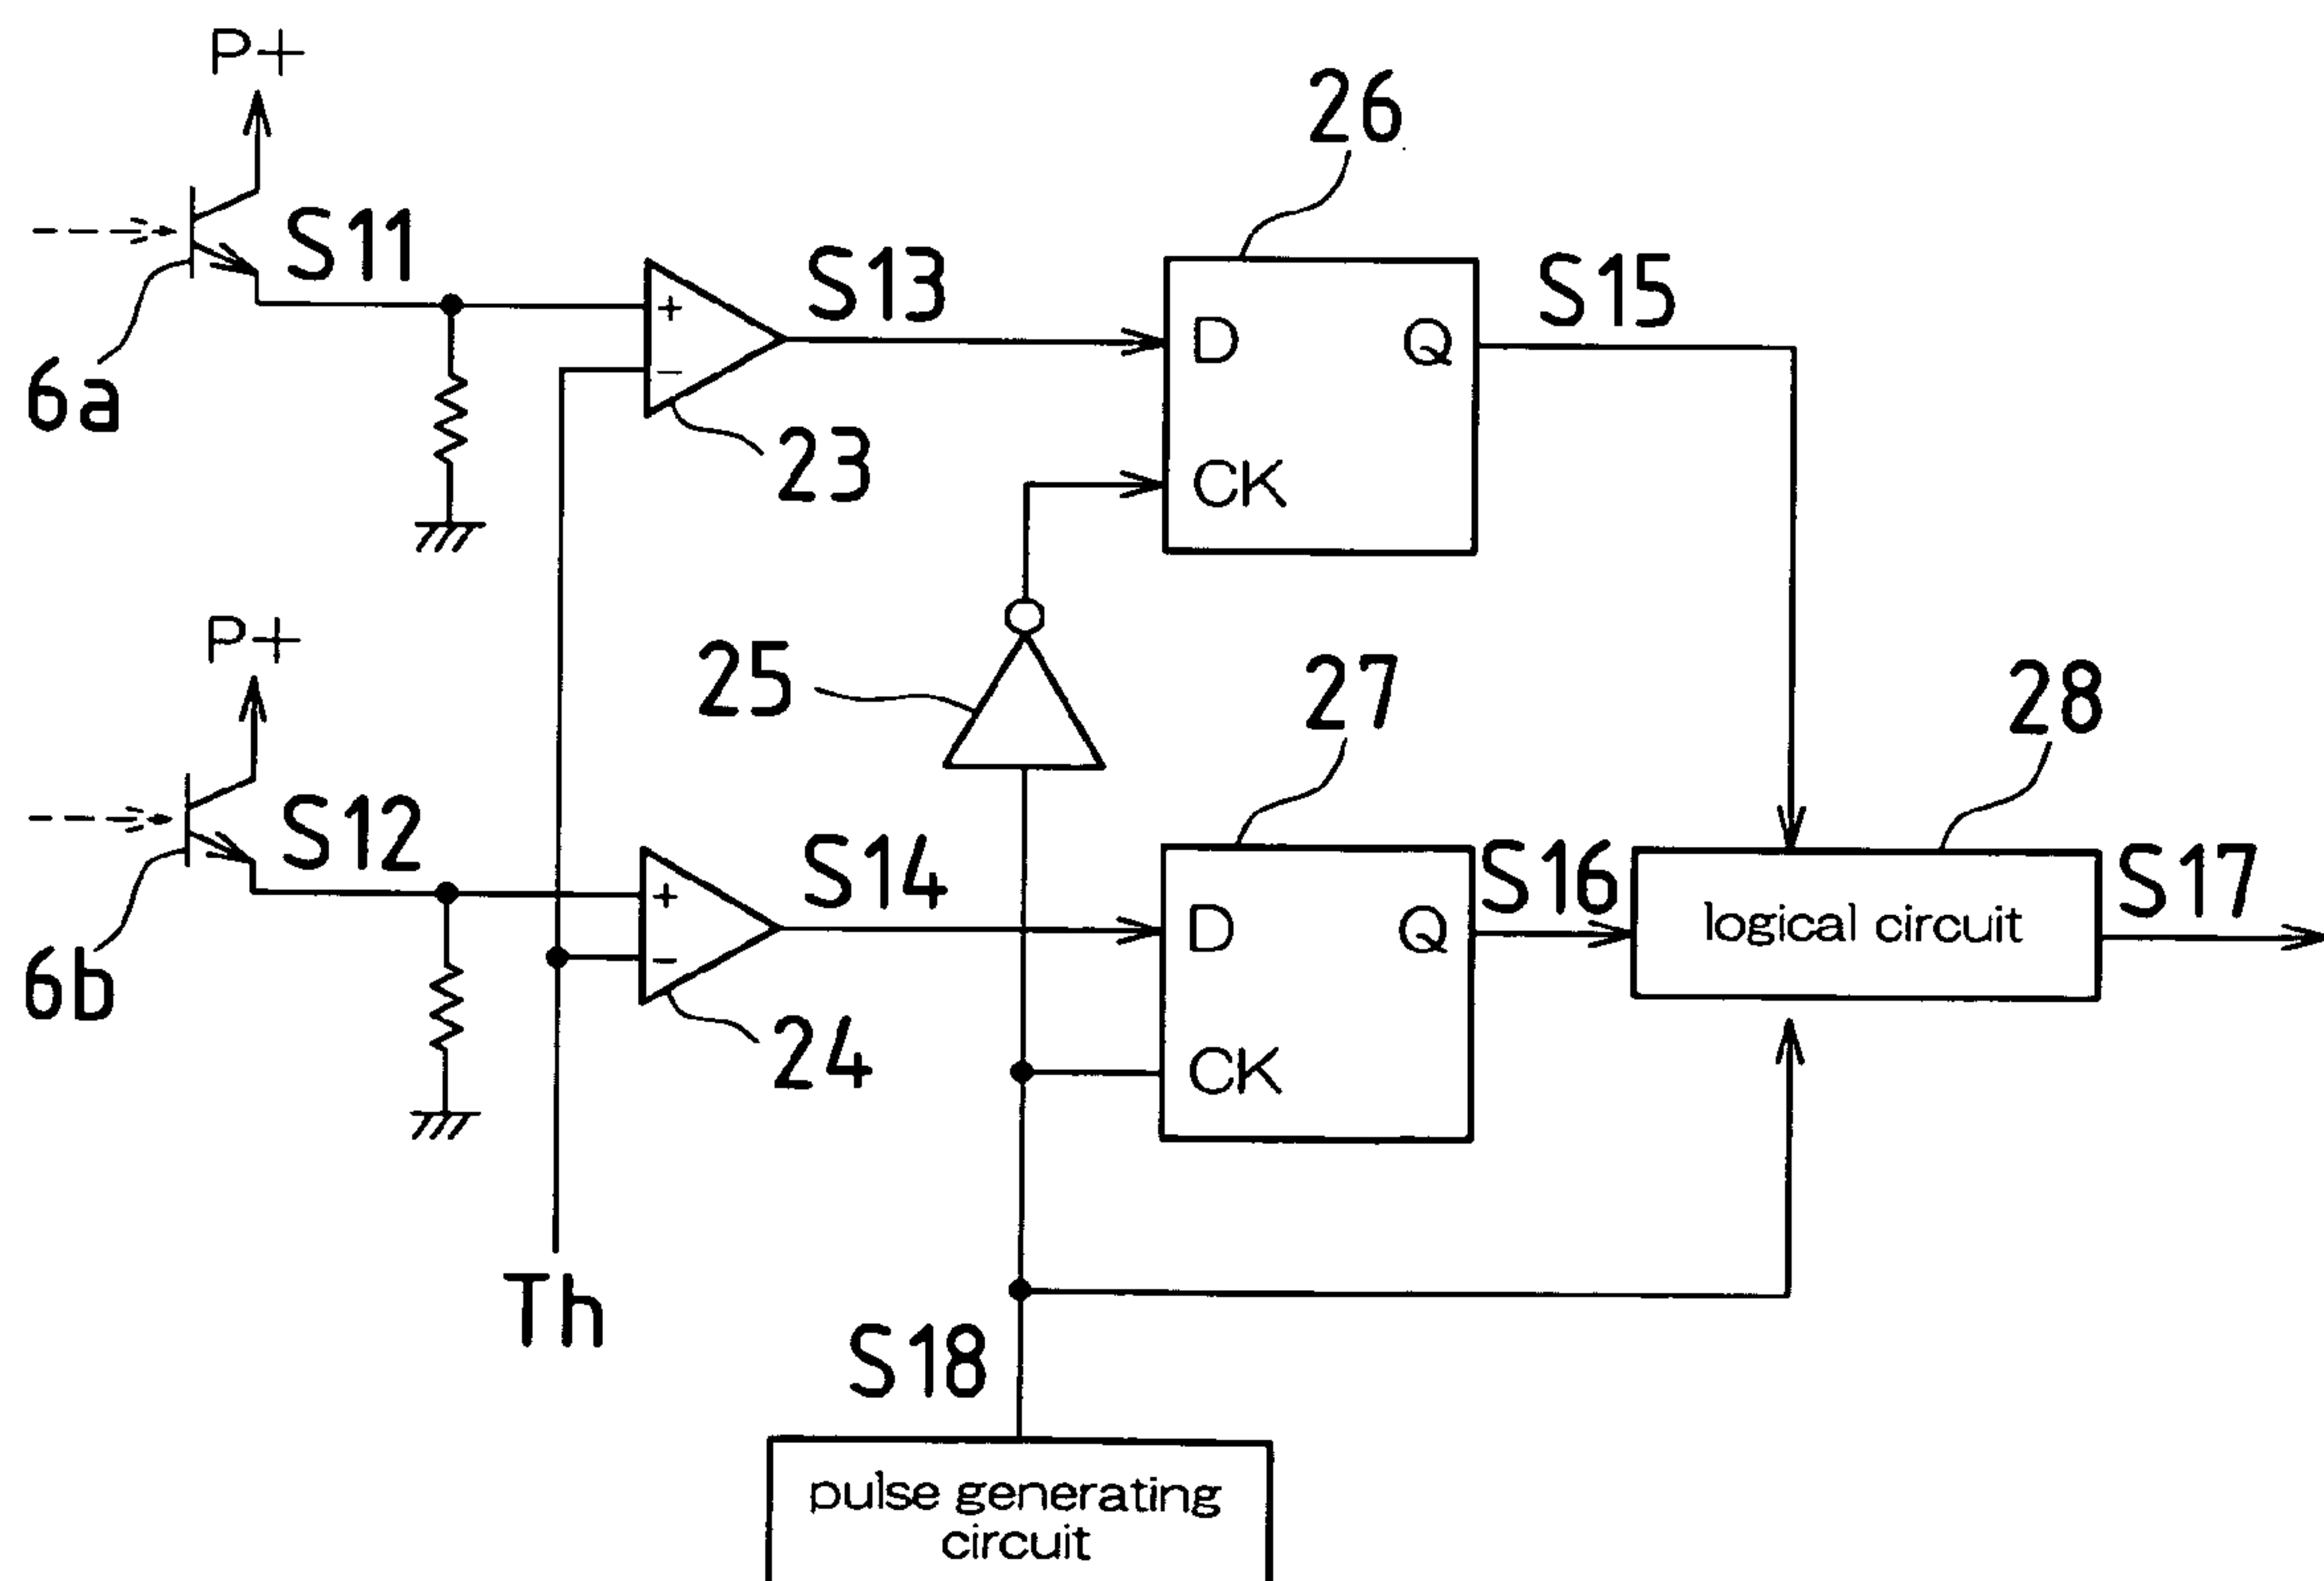 P+
26
S11
S13
S15
+
D
Q
−
6a
23
CK
P+
25
27
28
S12
S14
S16
S17
+
D
Q
logical circuit
−
6b
24
CK
Th
S18
pulse generating
circuit